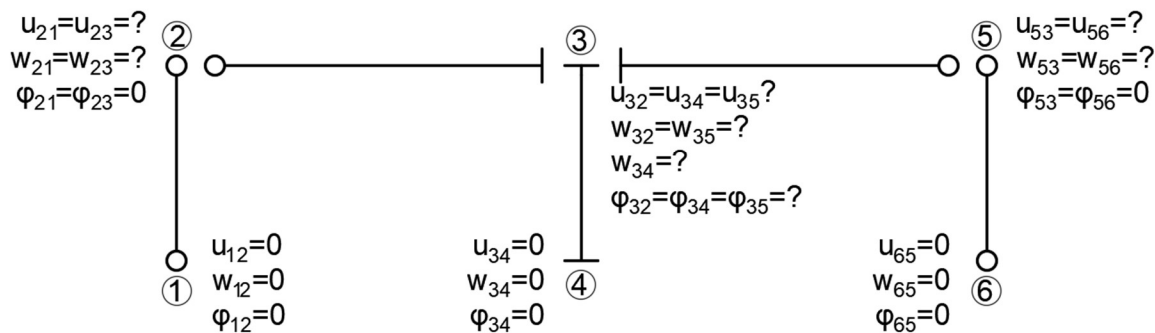 u₂₁=u₂₃=?
w₂₁=w₂₃=?
φ₂₁=φ₂₃=0
②
③
u₃₂=u₃₄=u₃₅?
w₃₂=w₃₅=?
w₃₄=?
φ₃₂=φ₃₄=φ₃₅=?
⑤
u₅₃=u₅₆=?
w₅₃=w₅₆=?
φ₅₃=φ₅₆=0
①
u₁₂=0
w₁₂=0
φ₁₂=0
u₃₄=0
w₃₄=0
φ₃₄=0
④
u₆₅=0
w₆₅=0
φ₆₅=0
⑥